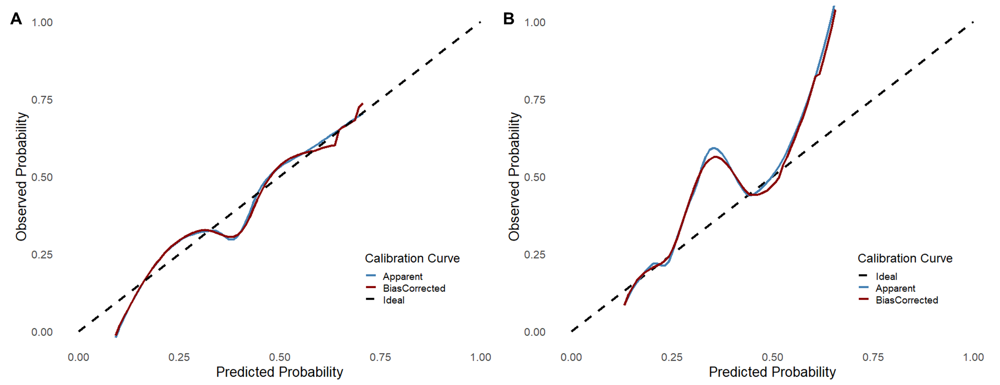 A
1.00
0.75
0.50
0.25
0.00
Observed Probability
Calibration Curve
Apparent
BiasCorrected
Ideal
0.00 0.25 0.50 0.75 1.00
Predicted Probability
B
1.00
0.75
0.50
0.25
0.00
Observed Probability
Calibration Curve
Ideal
Apparent
BiasCorrected
0.00 0.25 0.50 0.75 1.00
Predicted Probability